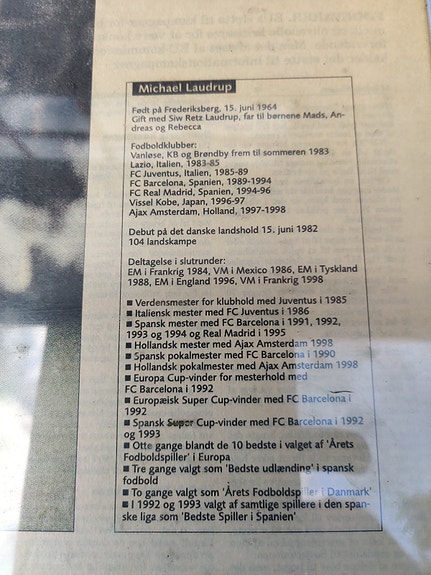 Michael Laudrup
Født på Frederiksberg, 15. juni 1964
Gift med Siw Retz Laudrup, far til børnene Mads, An-
dreas og Rebecca
Fodboldklubber:
Vanløse, KB og Brøndby frem til sommeren 1983
Lazio, Italien, 1983-85
FC Juventus, Italien, 1985-89
FC Barcelona, Spanien, 1989-1994
FC Real Madrid, Spanien, 1994-96
Vissel Kobe, Japan, 1996-97
Ajax Amsterdam, Holland, 1997-1998
Debut på det danske landshold 15. juni 1982
104 landskampe
Deltagelse i slutrunder:
EM i Frankrig 1984, VM i Mexico 1986, EM i Tyskland
1988, EM i England 1996, VM i Frankrig 1998
■ Verdensmester for klubhold med Juventus i 1985
■ Italiensk mester med FC Juventus i 1986
■ Spansk mester med FC Barcelona i 1991, 1992,
1993 og 1994 og Real Madrid i 1995
■ Hollandsk mester med Ajax Amsterdam 1998
■ Spansk pokalmester med FC Barcelona i 1990
■ Hollandsk pokalmester med Ajax Amsterdam 1998
■ Europa Cup-vinder for mesterhold med
FC Barcelona i 1992
■ Europæisk Super Cup-vinder med FC Barcelona i
1992
■ Spansk Super Cup-vinder med FC Barcelona i 1992
og 1993
■ Otte gange blandt de 10 bedste i valget af 'Årets
Fodboldspiller' i Europa
■ Tre gange valgt som 'Bedste udlænding' i spansk
fodbold
■ To gange valgt som 'Årets Fodboldspiller i Danmark'
■ I 1992 og 1993 valgt af samtlige spillere i den span-
ske liga som 'Bedste Spiller i Spanien'